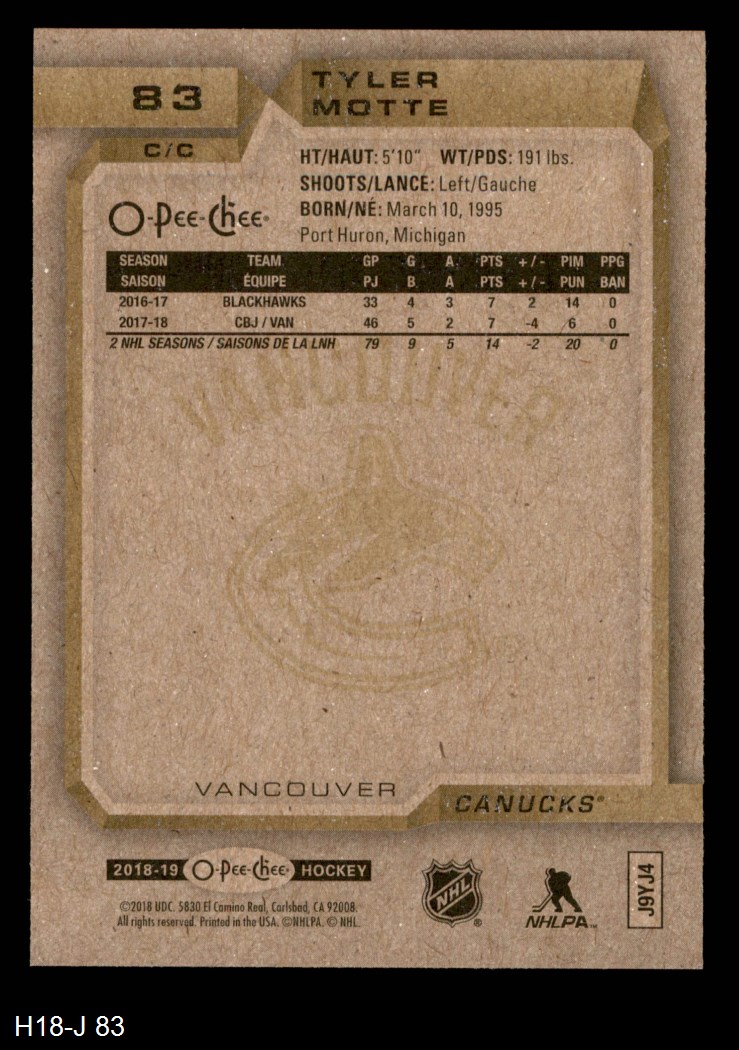 83
TYLER
MOTTE
C/C
HT/HAUT: 5'10" WT/PDS: 191 lbs.
SHOOTS/LANCE: Left/Gauche
BORN/NÉ: March 10, 1995
Port Huron, Michigan
O-Pee-Chee®
SEASON TEAM GP G A PTS +/- PIM PPG
SAISON ÉQUIPE PJ B A PTS +/- PUN BAN
2016-17 BLACKHAWKS 33 4 3 7 2 14 0
2017-18 CBJ / VAN 46 5 2 7 -4 6 0
2 NHL SEASONS / SAISONS DE LA LNH 79 9 5 14 -2 20 0
VANCOUVER
VANCOUVER
CANUCKS®
2018-19 O-Pee-Chee® HOCKEY
©2018 UDC. 5830 El Camino Real, Carlsbad, CA 92008.
All rights reserved. Printed in the USA. ©NHLPA. © NHL.
NHL ®
NHLPA™
J9YJ4
H18-J 83